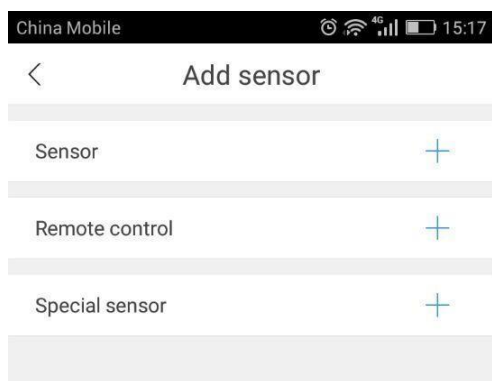 China Mobile 4G 15:17
Add sensor
Sensor
Remote control
Special sensor